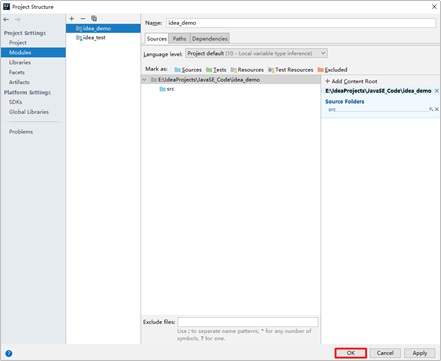 Project Structure
Project Settings
Project
Modules
Libraries
Facets
Artifacts
Platform Settings
SDKs
Global Libraries
Problems
idea_demo
idea_test
Name: idea_demo
Sources Paths Dependencies
Language level: Project default (10 - Local variable type inference)
Mark as: Sources Tests Resources Test Resources Excluded
E:\IdeaProjects\JavaSE_Code\idea_demo
src
+ Add Content Root
E:\IdeaProjects\JavaSE_Code\idea_demo
Source Folders
src
Exclude files:
Use ; to separate name patterns, * for any number of
symbols, ? for one.
OK Cancel Apply